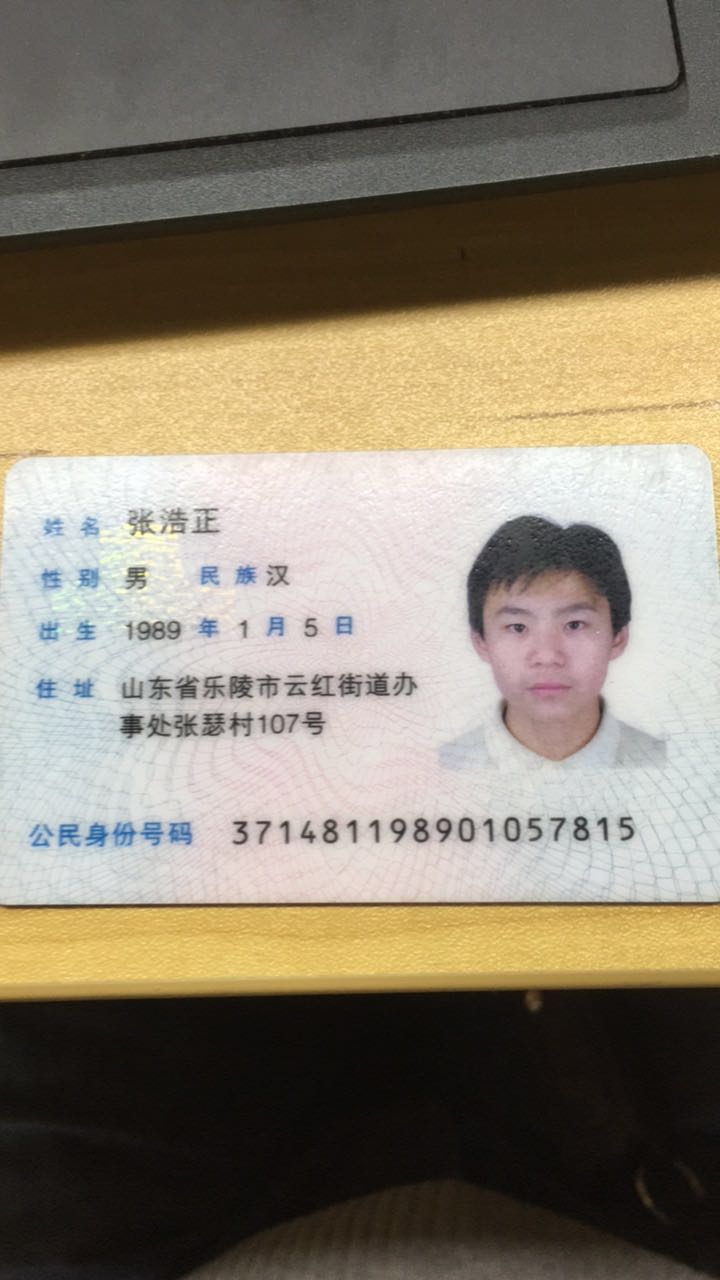 姓名 张浩正
性别 男 民族 汉
出生 1989 年 1 月 5 日
住址 山东省乐陵市云红街道办
事处张瑟村107号
公民身份号码 371481198901057815